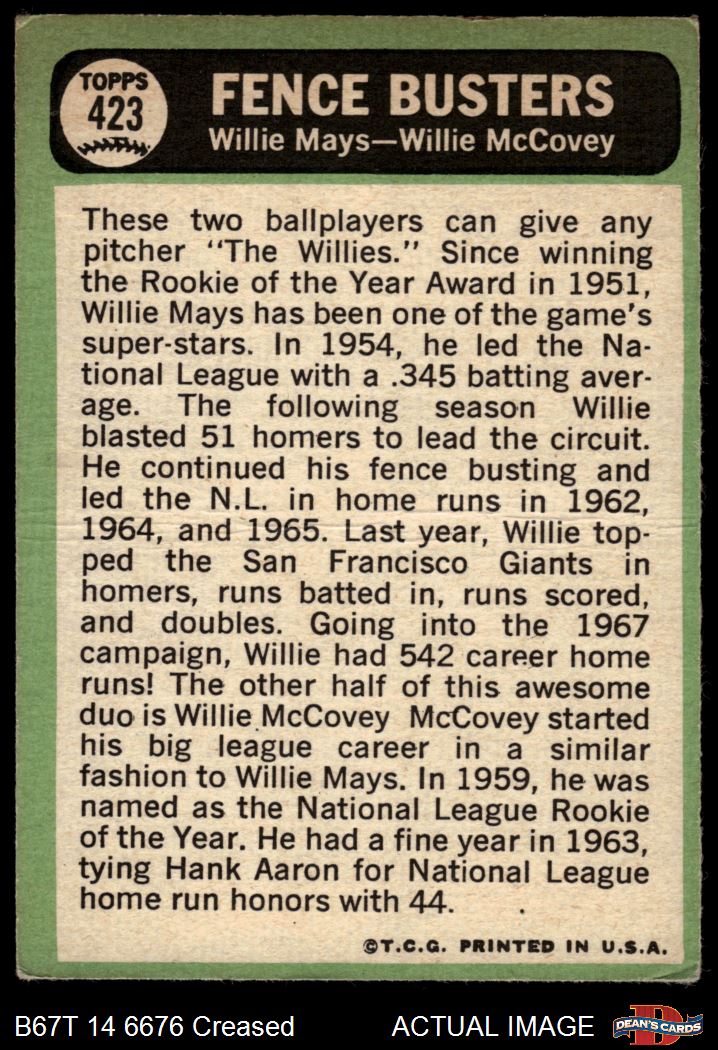 TOPPS
423
FENCE BUSTERS
Willie Mays—Willie McCovey
These two ballplayers can give any
pitcher "The Willies." Since winning
the Rookie of the Year Award in 1951,
Willie Mays has been one of the game's
super-stars. In 1954, he led the Na-
tional League with a .345 batting aver-
age. The following season Willie
blasted 51 homers to lead the circuit.
He continued his fence busting and
led the N.L. in home runs in 1962,
1964, and 1965. Last year, Willie top-
ped the San Francisco Giants in
homers, runs batted in, runs scored,
and doubles. Going into the 1967
campaign, Willie had 542 career home
runs! The other half of this awesome
duo is Willie McCovey McCovey started
his big league career in a similar
fashion to Willie Mays. In 1959, he was
named as the National League Rookie
of the Year. He had a fine year in 1963,
tying Hank Aaron for National League
home run honors with 44.
©T.C.G. PRINTED IN U.S.A.
B67T 14 6676 Creased
ACTUAL IMAGE
D
DEAN'S CARDS